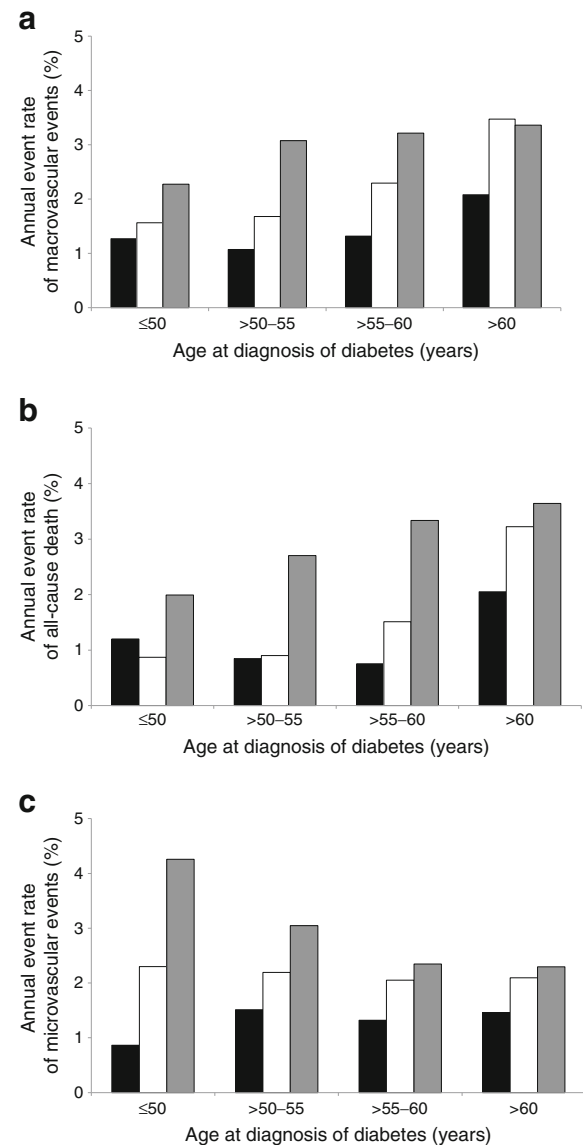 a
Annual event rate
of macrovascular events (%)
5
4
3
2
1
0
≤50 >50–55 >55–60 >60
Age at diagnosis of diabetes (years)
b
Annual event rate
of all-cause death (%)
5
4
3
2
1
0
≤50 >50–55 >55–60 >60
Age at diagnosis of diabetes (years)
c
Annual event rate
of microvascular events (%)
5
4
3
2
1
0
≤50 >50–55 >55–60 >60
Age at diagnosis of diabetes (years)